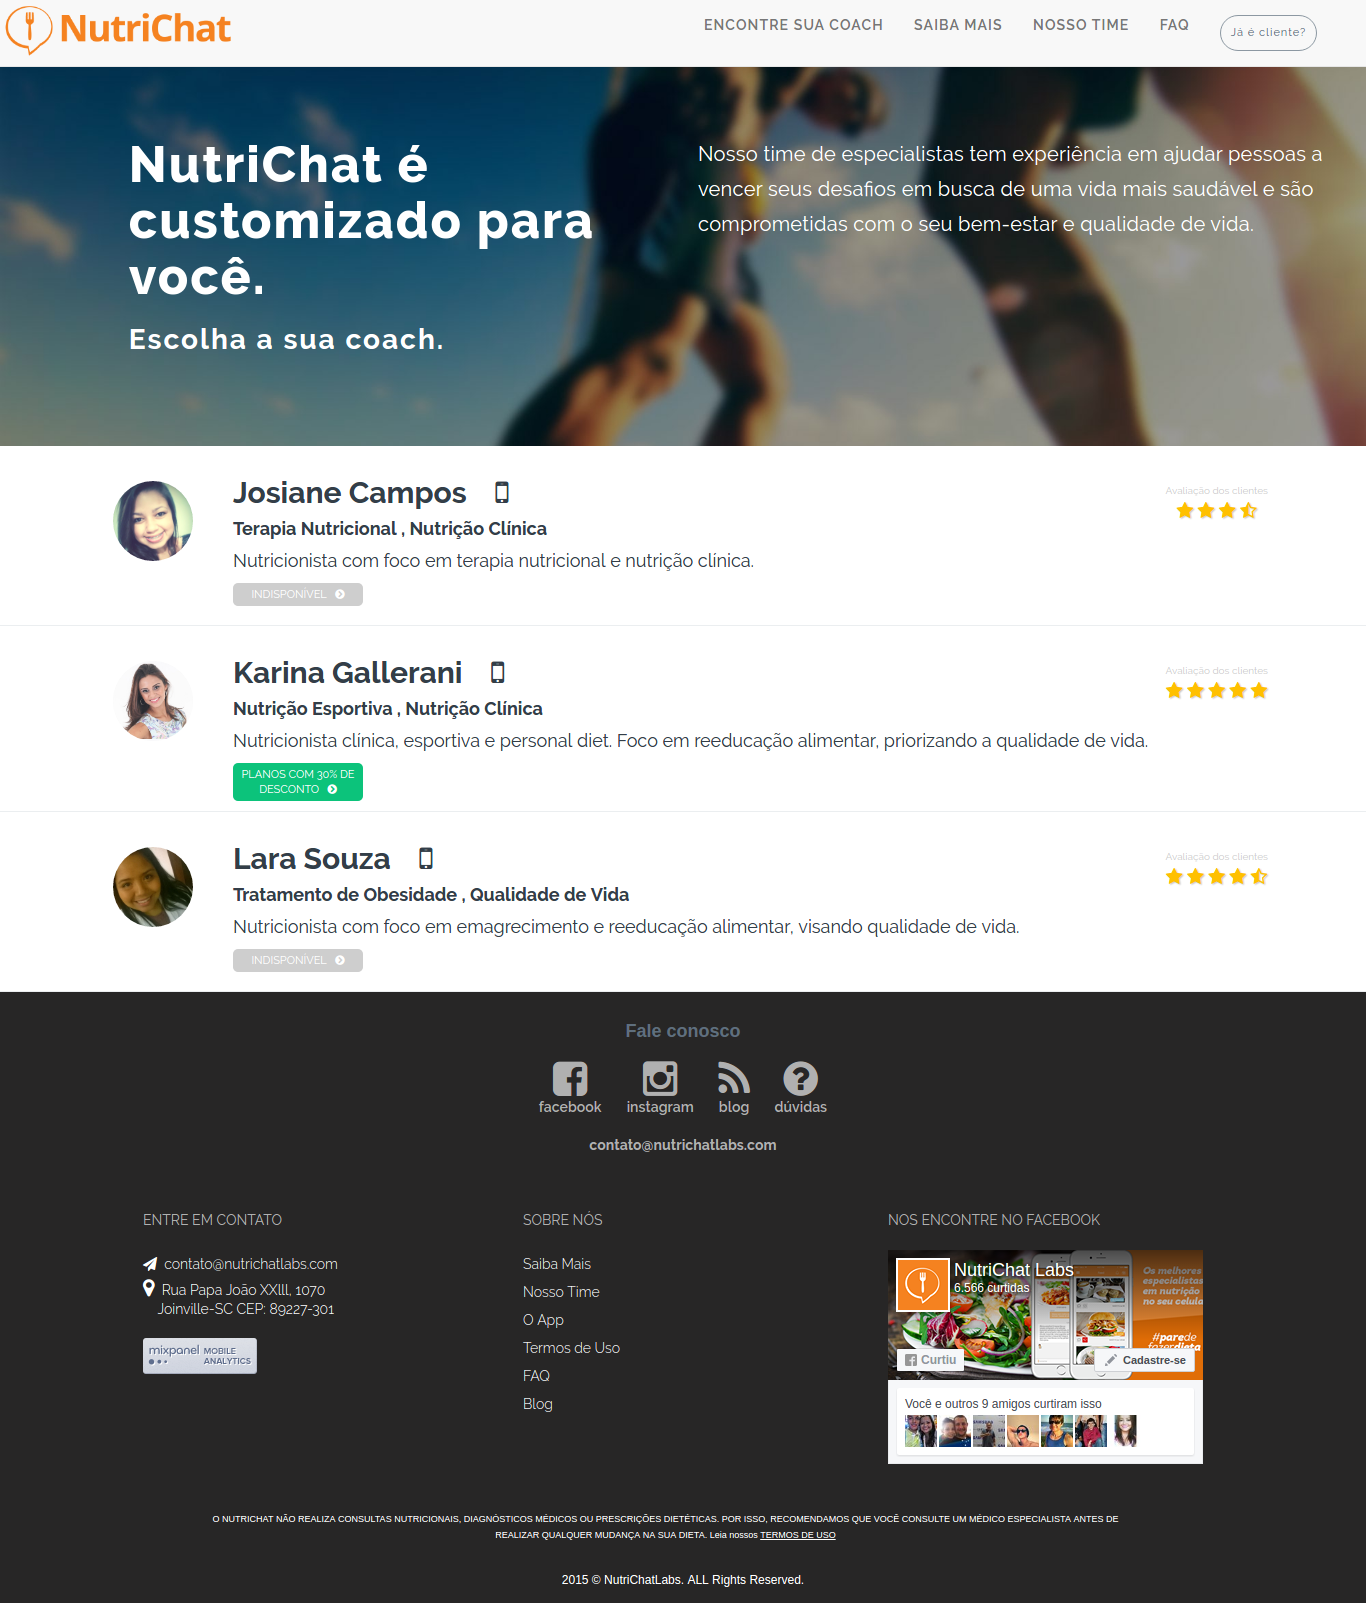 NutriChat
ENCONTRE SUA COACH SAIBA MAIS NOSSO TIME FAQ Já é cliente?
NutriChat é
customizado para
você.
Escolha a sua coach.
Nosso time de especialistas tem experiência em ajudar pessoas a
vencer seus desafios em busca de uma vida mais saudável e são
comprometidas com o seu bem-estar e qualidade de vida.
Josiane Campos
Terapia Nutricional , Nutrição Clínica
Nutricionista com foco em terapia nutricional e nutrição clínica.
INDISPONÍVEL
Avaliação dos clientes
Karina Gallerani
Nutrição Esportiva , Nutrição Clínica
Nutricionista clínica, esportiva e personal diet. Foco em reeducação alimentar, priorizando a qualidade de vida.
PLANOS COM 30% DE
DESCONTO
Avaliação dos clientes
Lara Souza
Tratamento de Obesidade , Qualidade de Vida
Nutricionista com foco em emagrecimento e reeducação alimentar, visando qualidade de vida.
INDISPONÍVEL
Avaliação dos clientes
Fale conosco
facebook instagram blog dúvidas
contato@nutrichatlabs.com
ENTRE EM CONTATO
contato@nutrichatlabs.com
Rua Papa João XXlll, 1070
Joinville-SC CEP: 89227-301
mixpanel MOBILE
ANALYTICS
SOBRE NÓS
Saiba Mais
Nosso Time
O App
Termos de Uso
FAQ
Blog
NOS ENCONTRE NO FACEBOOK
NutriChat Labs
6.566 curtidas
Os melhores
especialistas
em nutrição
no seu celula
#parede
fazerdieta
Curtiu
Cadastre-se
Você e outros 9 amigos curtiram isso
O NUTRICHAT NÃO REALIZA CONSULTAS NUTRICIONAIS, DIAGNÓSTICOS MÉDICOS OU PRESCRIÇÕES DIETÉTICAS. POR ISSO, RECOMENDAMOS QUE VOCÊ CONSULTE UM MÉDICO ESPECIALISTA ANTES DE
REALIZAR QUALQUER MUDANÇA NA SUA DIETA. Leia nossos TERMOS DE USO
2015 © NutriChatLabs. ALL Rights Reserved.